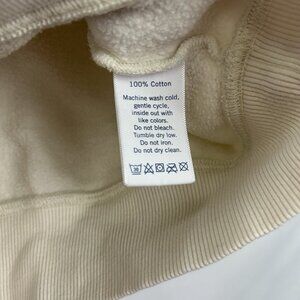 100% Cotton
Machine wash cold,
gentle cycle,
inside out with
like colors.
Do not bleach.
Tumble dry low.
Do not iron.
Do not dry clean.